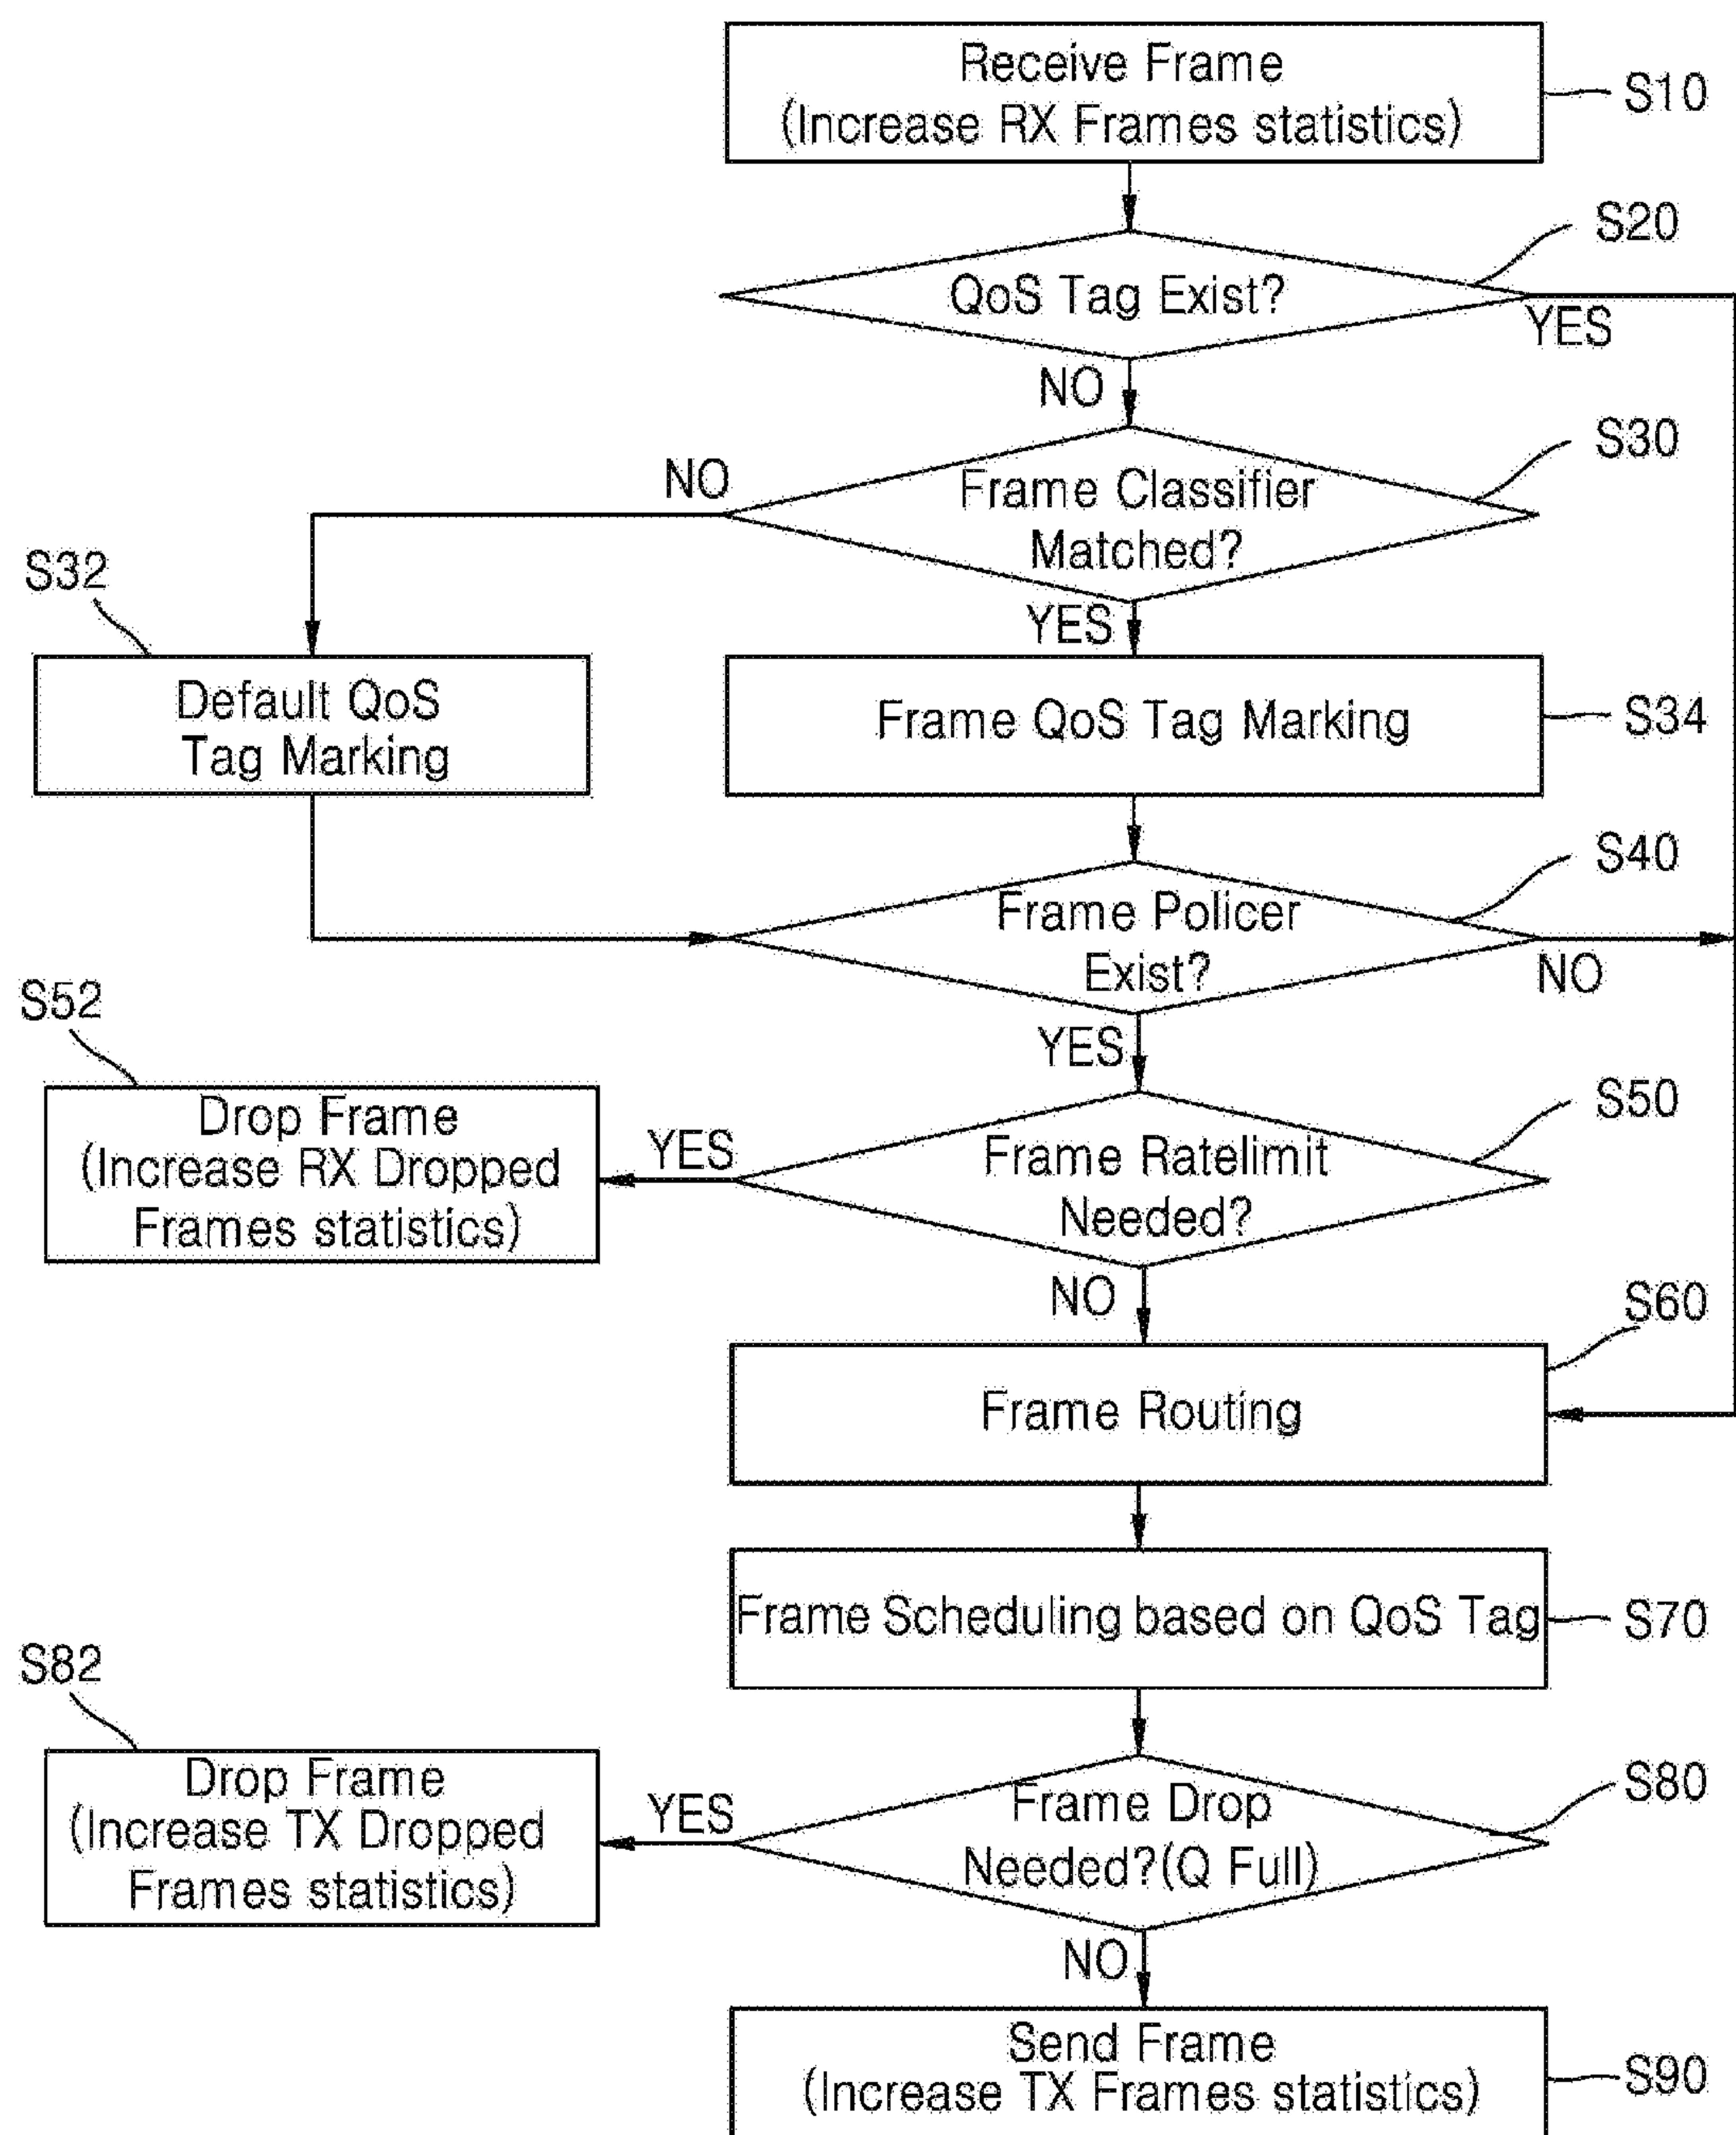 Receive Frame
(Increase RX Frames statistics)
S10
S20
QoS Tag Exist?
YES
NO
S30
NO
Frame Classifier
Matched?
S32
YES
Default QoS
Tag Marking
Frame QoS Tag Marking
S34
S40
Frame Policer
Exist?
NO
S52
YES
S50
Drop Frame
(Increase RX Dropped
Frames statistics)
YES
Frame Ratelimit
Needed?
NO
S60
Frame Routing
Frame Scheduling based on QoS Tag
S70
S82
S80
Drop Frame
(Increase TX Dropped
Frames statistics)
YES
Frame Drop
Needed?(Q Full)
NO
Send Frame
(Increase TX Frames statistics)
S90